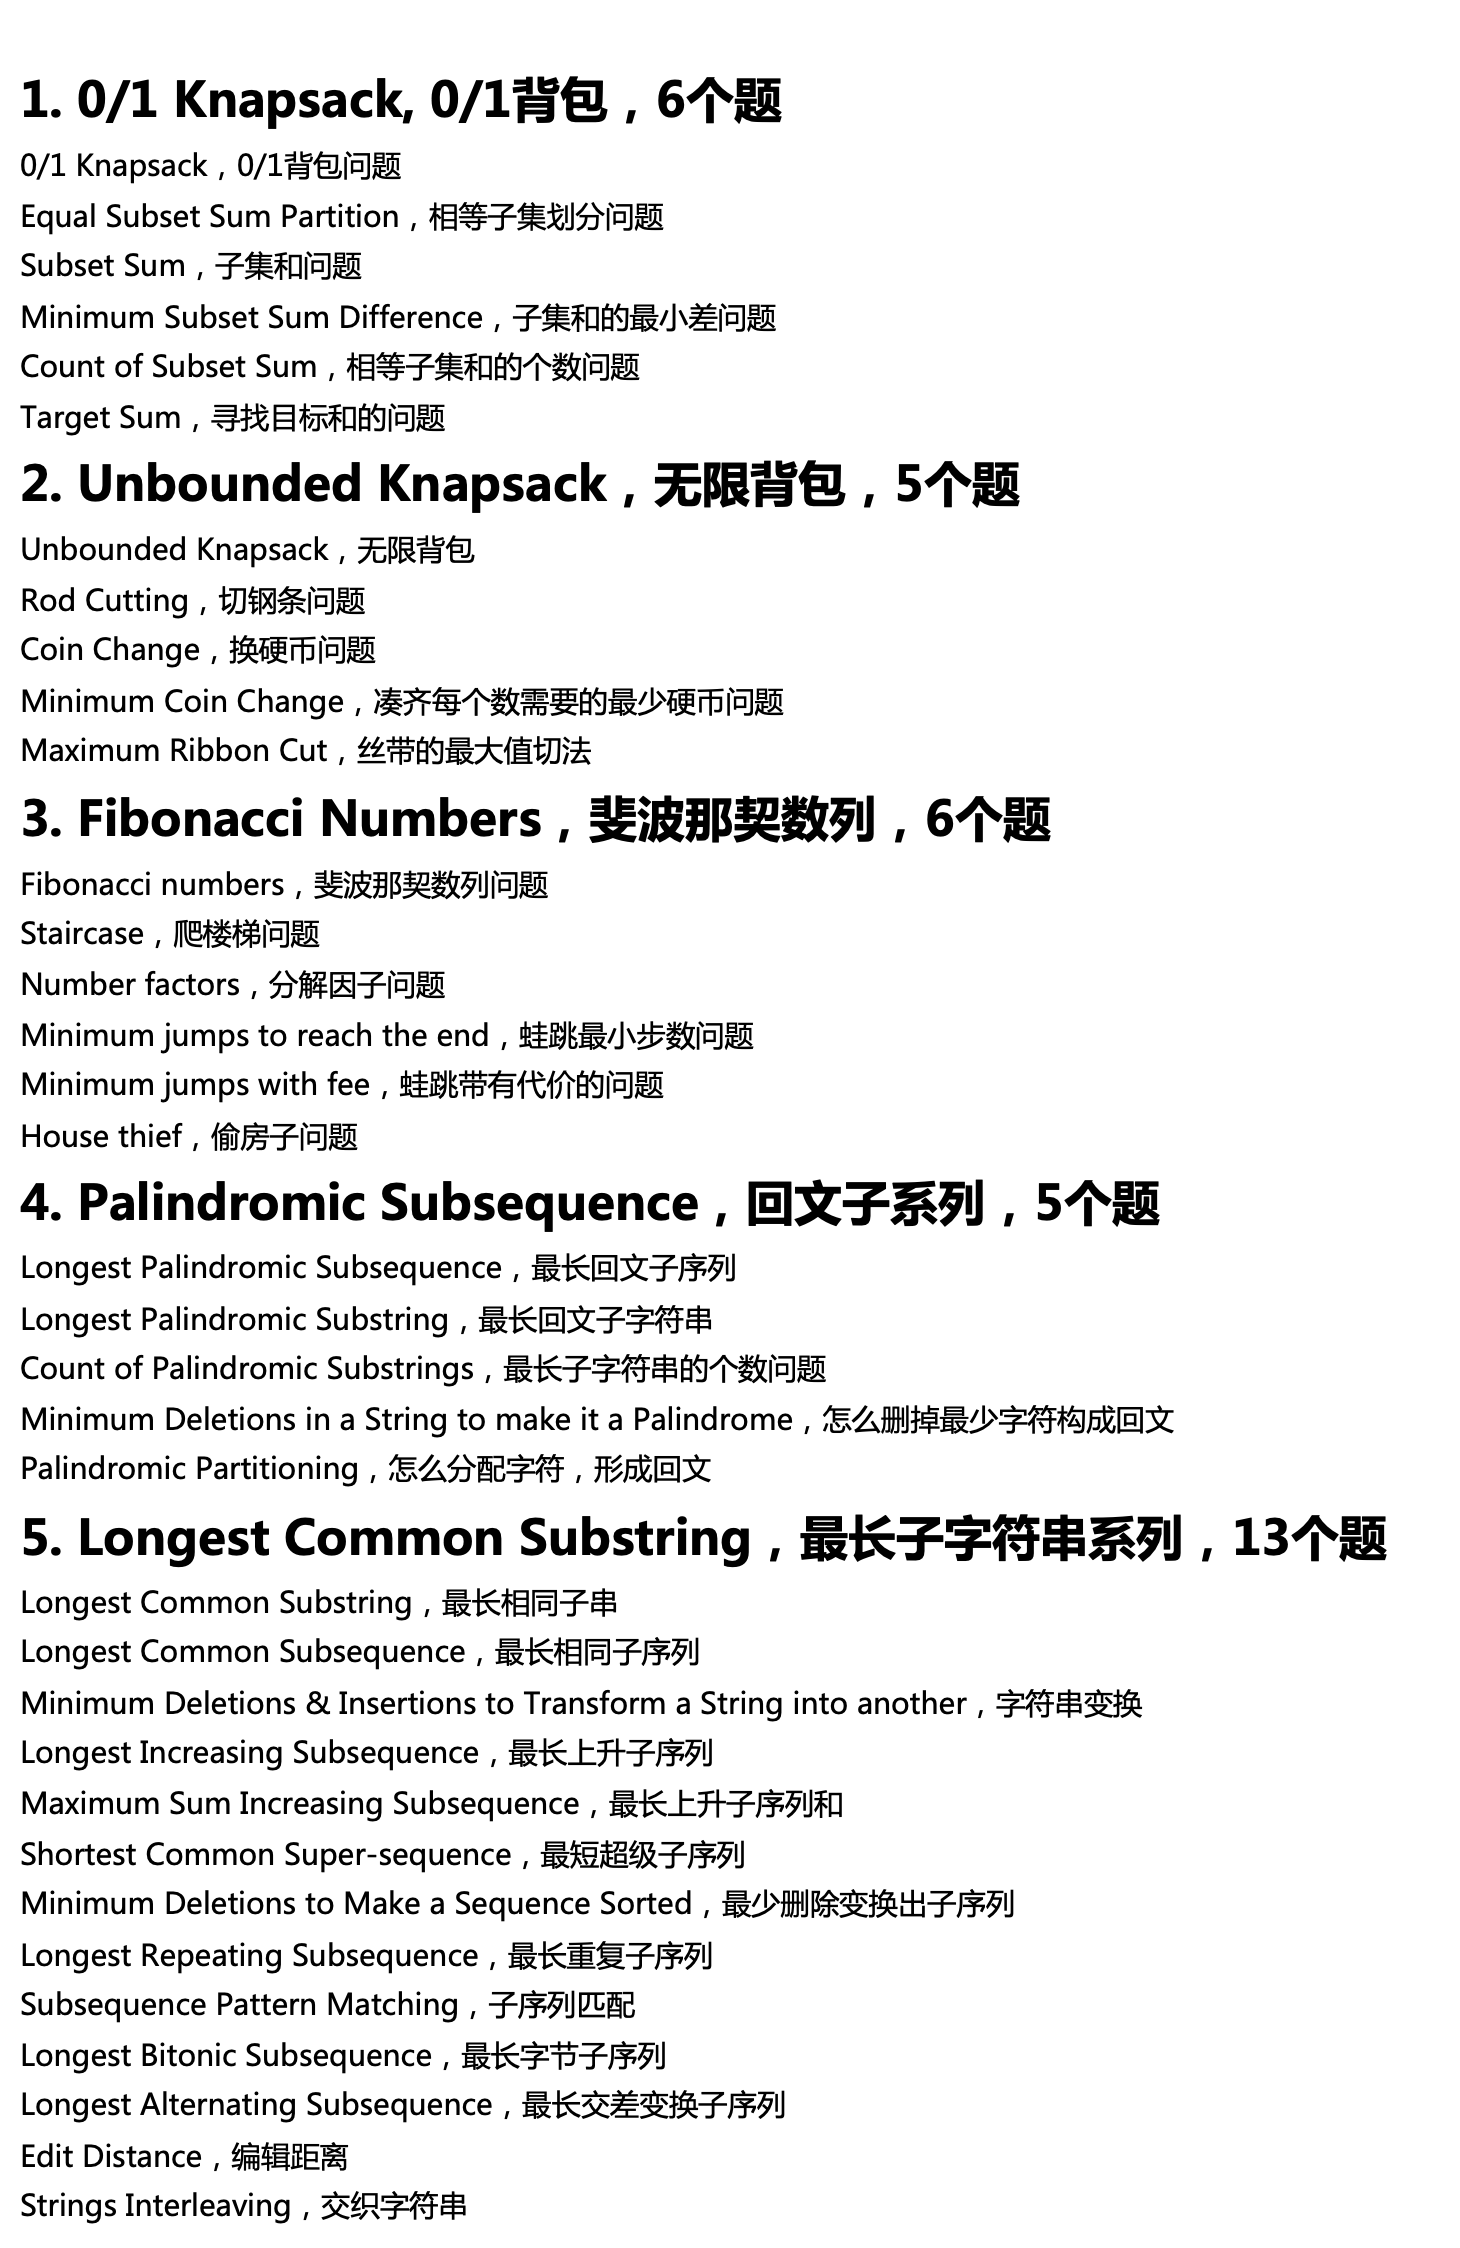 1. 0/1 Knapsack, 0/1背包，6个题
0/1 Knapsack，0/1背包问题
Equal Subset Sum Partition，相等子集划分问题
Subset Sum，子集和问题
Minimum Subset Sum Difference，子集和的最小差问题
Count of Subset Sum，相等子集和的个数问题
Target Sum，寻找目标和的问题
2. Unbounded Knapsack，无限背包，5个题
Unbounded Knapsack，无限背包
Rod Cutting，切钢条问题
Coin Change，换硬币问题
Minimum Coin Change，凑齐每个数需要的最少硬币问题
Maximum Ribbon Cut，丝带的最大值切法
3. Fibonacci Numbers，斐波那契数列，6个题
Fibonacci numbers，斐波那契数列问题
Staircase，爬楼梯问题
Number factors，分解因子问题
Minimum jumps to reach the end，蛙跳最小步数问题
Minimum jumps with fee，蛙跳带有代价的问题
House thief，偷房子问题
4. Palindromic Subsequence，回文子系列，5个题
Longest Palindromic Subsequence，最长回文子序列
Longest Palindromic Substring，最长回文子字符串
Count of Palindromic Substrings，最长子字符串的个数问题
Minimum Deletions in a String to make it a Palindrome，怎么删掉最少字符构成回文
Palindromic Partitioning，怎么分配字符，形成回文
5. Longest Common Substring，最长子字符串系列，13个题
Longest Common Substring，最长相同子串
Longest Common Subsequence，最长相同子序列
Minimum Deletions & Insertions to Transform a String into another，字符串变换
Longest Increasing Subsequence，最长上升子序列
Maximum Sum Increasing Subsequence，最长上升子序列和
Shortest Common Super-sequence，最短超级子序列
Minimum Deletions to Make a Sequence Sorted，最少删除变换出子序列
Longest Repeating Subsequence，最长重复子序列
Subsequence Pattern Matching，子序列匹配
Longest Bitonic Subsequence，最长字节子序列
Longest Alternating Subsequence，最长交差变换子序列
Edit Distance，编辑距离
Strings Interleaving，交织字符串